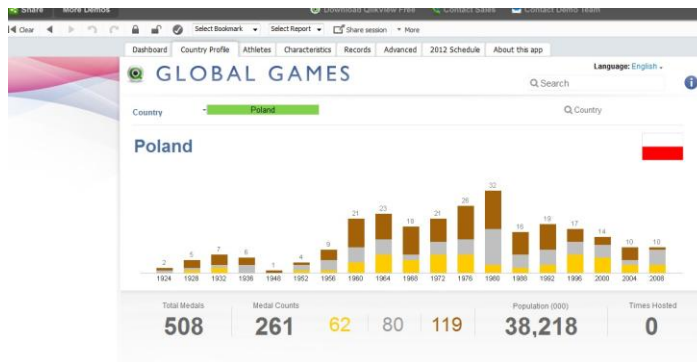 Share More Demos Download QlikView Free Contact Sales Contact Demo Team
Clear Select Bookmark Select Report Share session More
Dashboard Country Profile Athletes Characteristics Records Advanced 2012 Schedule About this app
Language: English
GLOBAL GAMES
Search
Country Poland Country
Poland
32
26
21 23 19 21
16 19 17 14
9 10 10
2 5 7 6 1 4
1924 1928 1932 1936 1948 1952 1956 1960 1964 1968 1972 1976 1980 1988 1992 1996 2000 2004 2008
Total Medals Medal Counts Population (000) Times Hosted
508 261 62 80 119 38,218 0